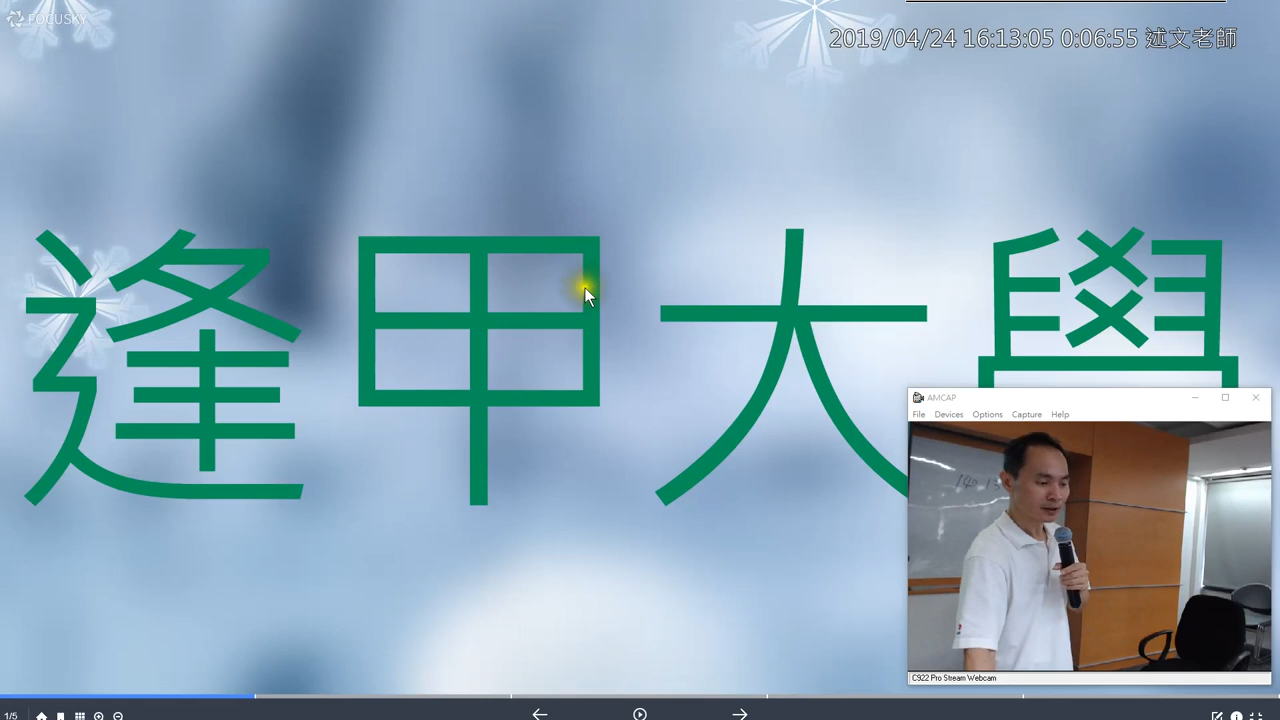 FOCUSKY
2019/04/24 16:13:05 0:06:55 述文老師
逢甲大學
AMCAP
File Devices Options Capture Help
C922 Pro Stream Webcam
1/5